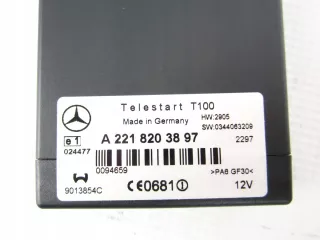 Telestart T100
Made in Germany
HW:2905
SW:0344063209
e1
A 221 820 38 97
2297
024477
0094659
>PA6 GF30<
9013854C
CE0681
12V